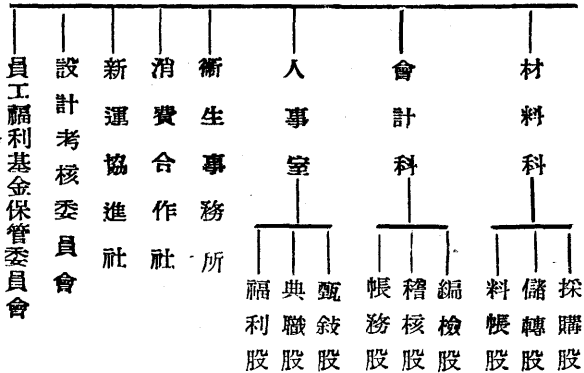 材料科
會計科
人事室
衞生事務所
消費合作社
新運協進社
設計考核委員會
員工福利基金保管委員會
採購股
儲轉股
料帳股
編檢股
稽核股
帳務股
甄敍股
典職股
福利股